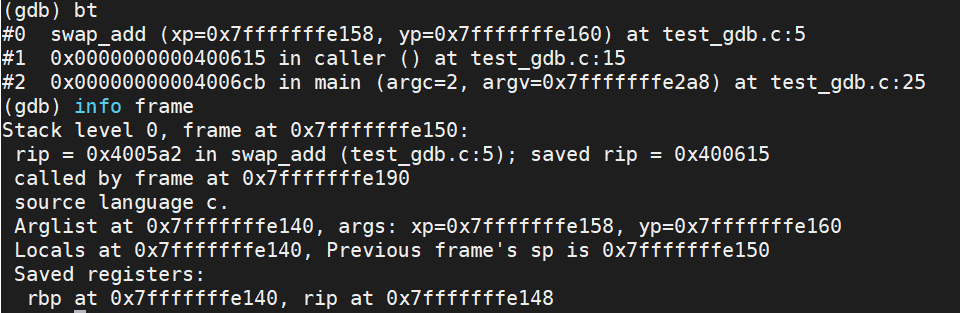 (gdb) bt
#0  swap_add (xp=0x7fffffffe158, yp=0x7fffffffe160) at test_gdb.c:5
#1  0x0000000000400615 in caller () at test_gdb.c:15
#2  0x00000000004006cb in main (argc=2, argv=0x7fffffffe2a8) at test_gdb.c:25
(gdb) info frame
Stack level 0, frame at 0x7fffffffe150:
 rip = 0x4005a2 in swap_add (test_gdb.c:5); saved rip = 0x400615
 called by frame at 0x7fffffffe190
 source language c.
 Arglist at 0x7fffffffe140, args: xp=0x7fffffffe158, yp=0x7fffffffe160
 Locals at 0x7fffffffe140, Previous frame's sp is 0x7fffffffe150
 Saved registers:
  rbp at 0x7fffffffe140, rip at 0x7fffffffe148